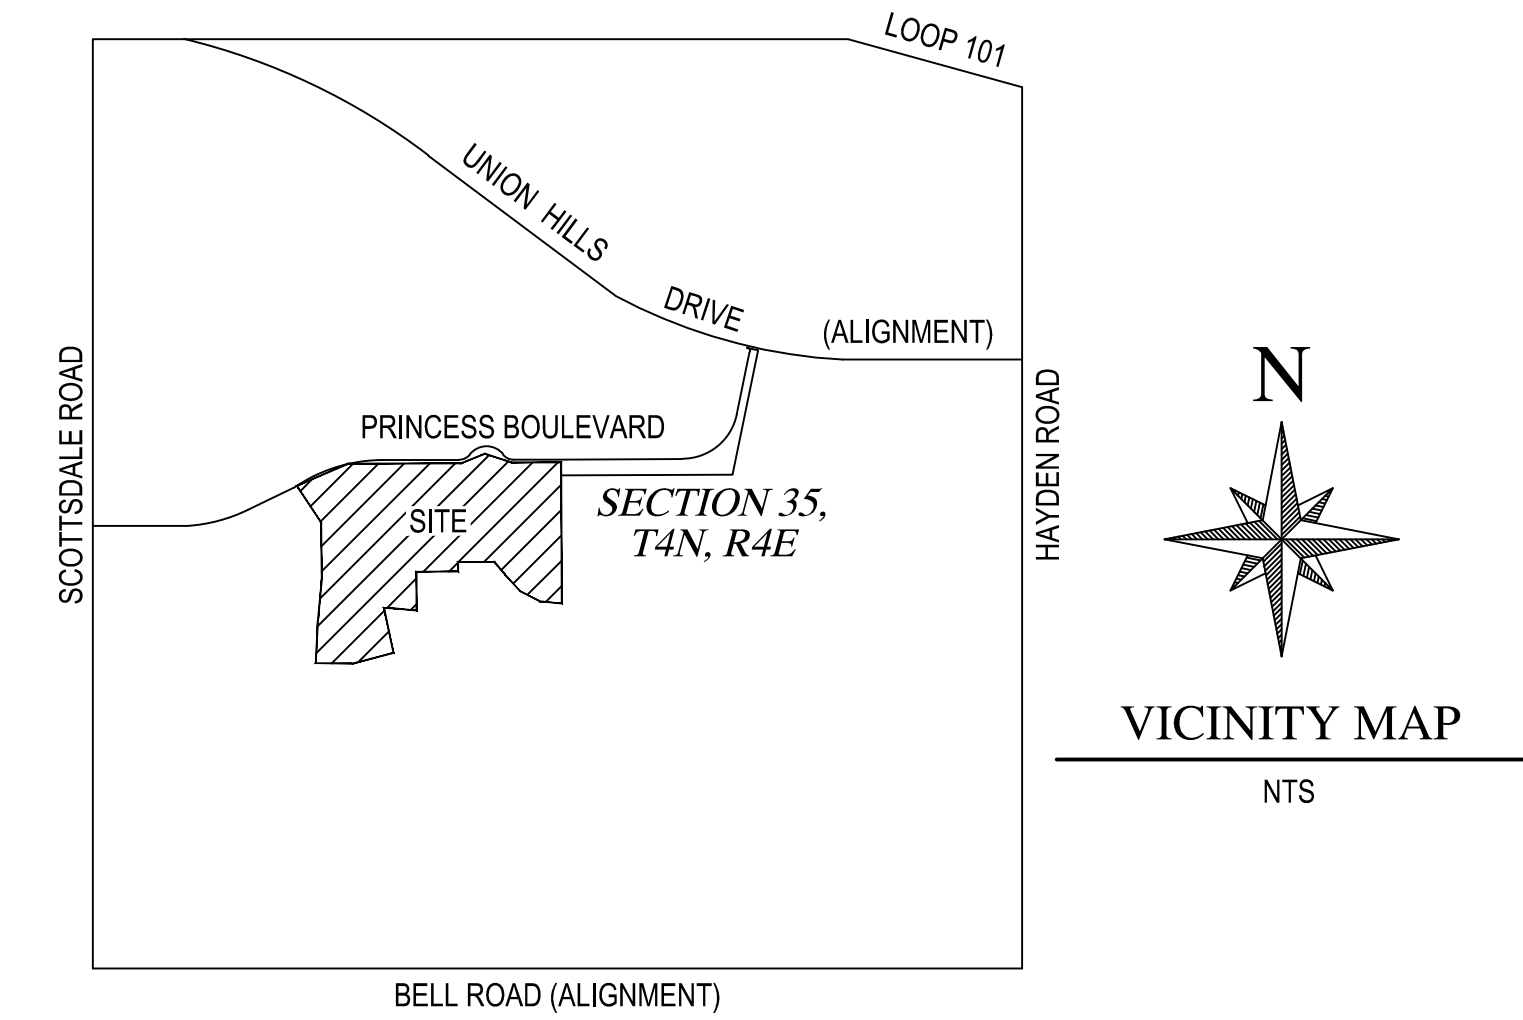 LOOP 101
UNION HILLS
DRIVE
(ALIGNMENT)
SCOTTSDALE ROAD
HAYDEN ROAD
PRINCESS BOULEVARD
SITE
SECTION 35,
T4N, R4E
N
VICINITY MAP
NTS
BELL ROAD (ALIGNMENT)